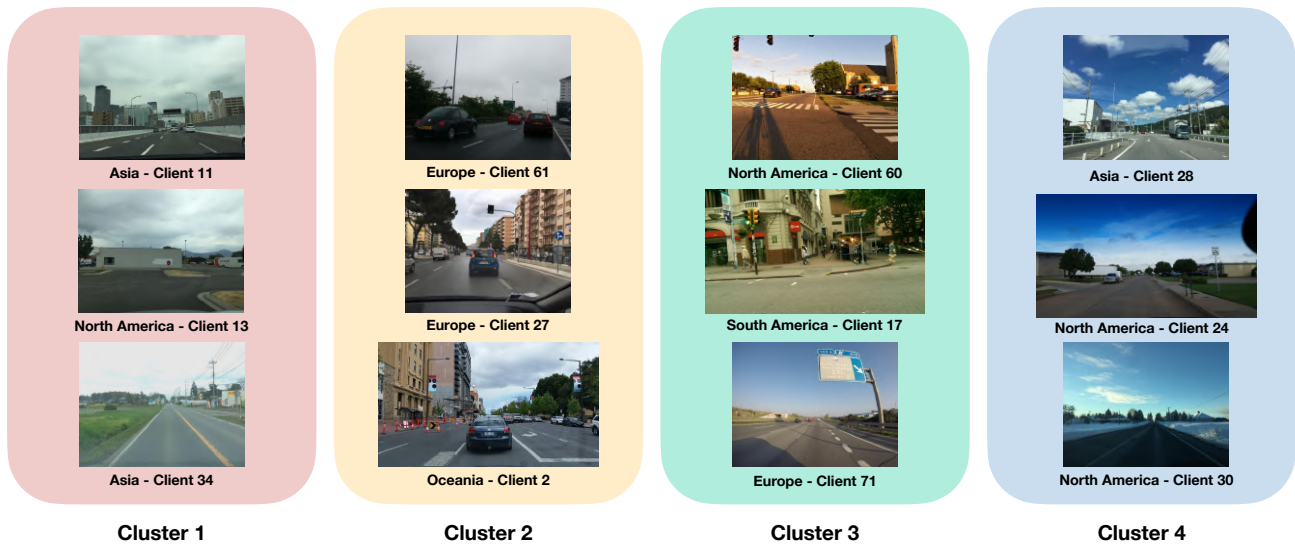 Asia - Client 11
North America - Client 13
Asia - Client 34
Cluster 1
Europe - Client 61
Europe - Client 27
Oceania - Client 2
Cluster 2
North America - Client 60
South America - Client 17
Europe - Client 71
Cluster 3
Asia - Client 28
North America - Client 24
North America - Client 30
Cluster 4